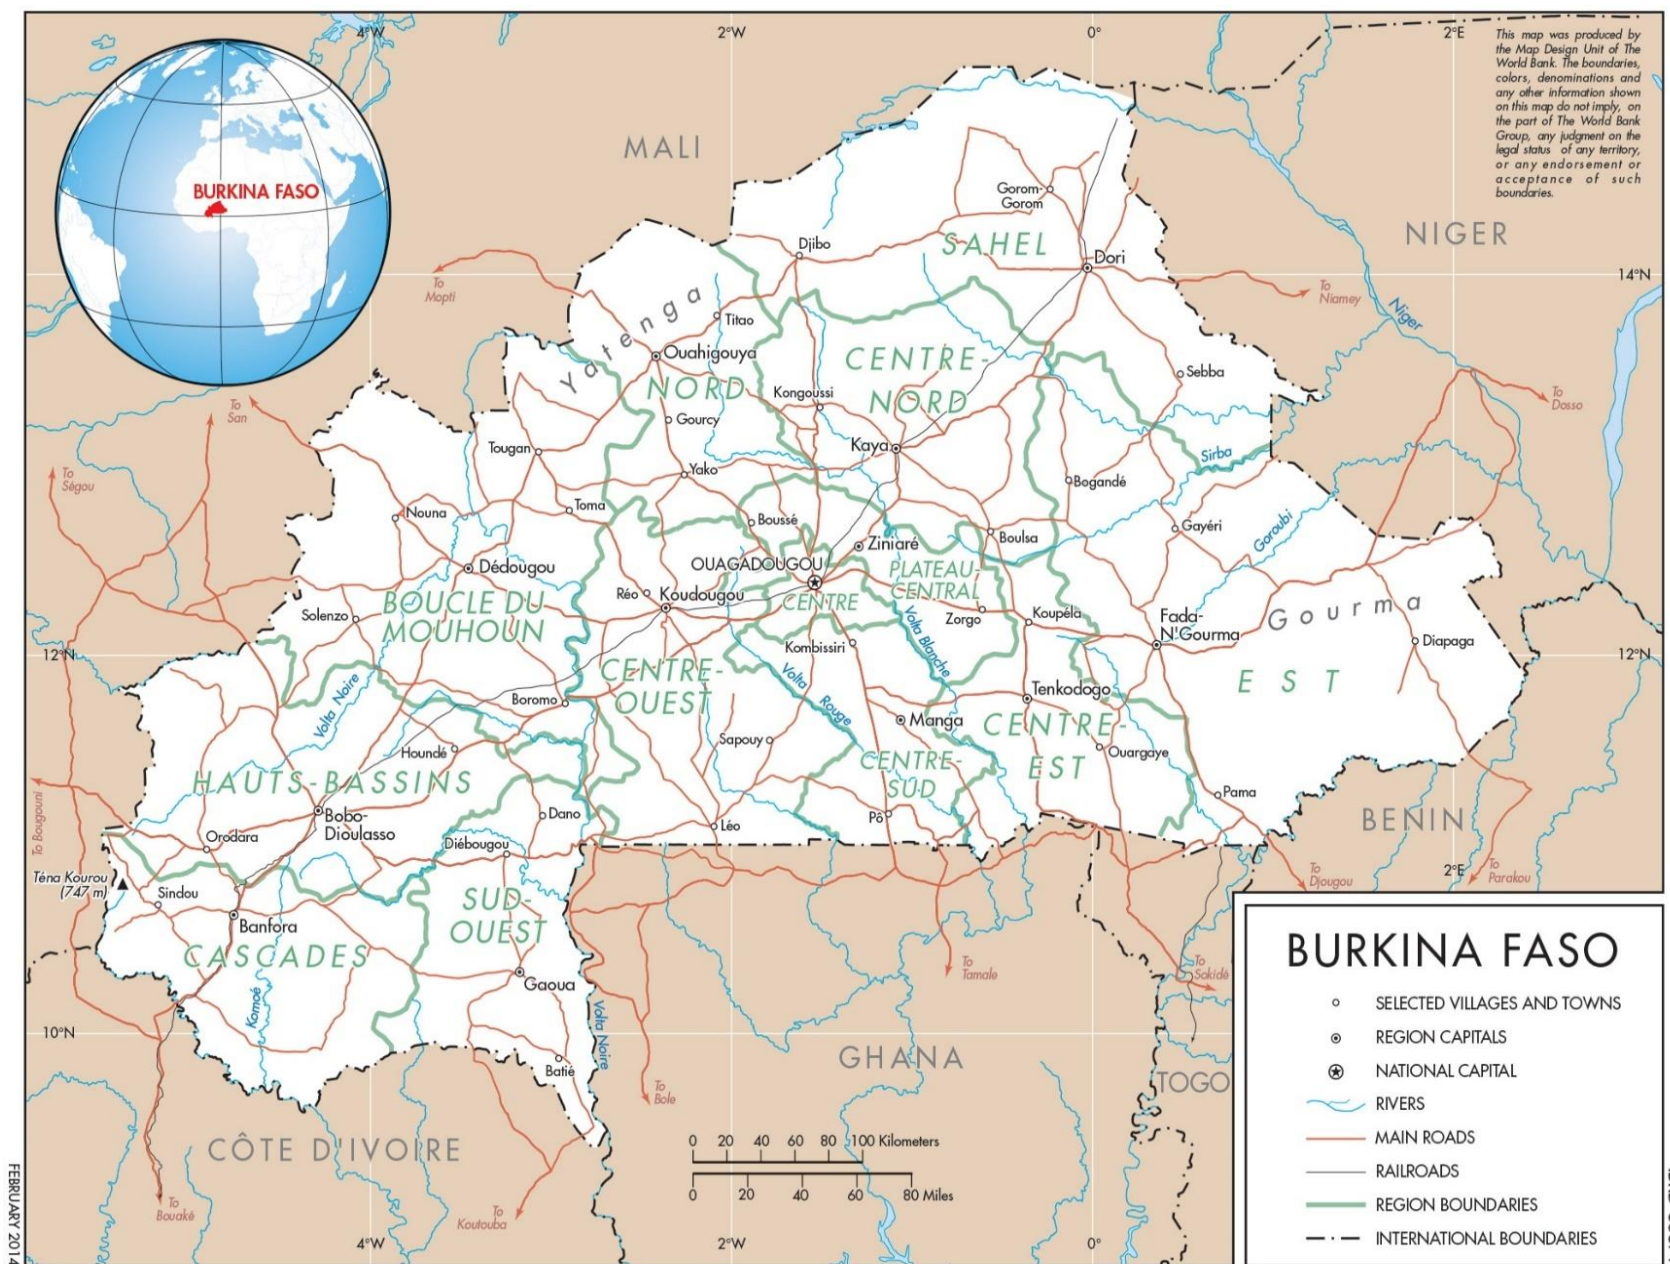 4°W
2°W
0°
2°E
This map was produced by
the Map Design Unit of The
World Bank. The boundaries,
colors, denominations and
any other information shown
on this map do not imply, on
the part of The World Bank
Group, any judgment on the
legal status of any territory,
or any endorsement or
acceptance of such
boundaries.
BURKINA FASO
MALI
NIGER
Gorom-
Gorom
Djibo
SAHEL
Dori
14°N
To
Mopti
To
Niamey
Niger
Yatenga
Titao
Ouahigouya
NORD
CENTRE-
NORD
Sebba
Kongoussi
To
San
To
Dosso
Gourcy
Tougan
Kaya
Sirba
To
Ségou
Yako
Bogandé
Nouna
Toma
Boussé
Gayéri
Goroubi
Boulsa
Ziniaré
OUAGADOUGOU
Dédougou
PLATEAU-
CENTRAL
Réo
Koudougou
CENTRE
BOUCLE DU
MOUHOUN
Solenzo
Zorgo
Koupéla
Fada-
N'Gourma
Gourma
Diapaga
12°N
12°N
Kombissiri
Volta Blanche
Volta Rouge
CENTRE-
OUEST
EST
Volta Noire
Boromo
Tenkodogo
Manga
CENTRE-
EST
Houndé
Sapouy
Ouargaye
CENTRE-
SUD
HAUTS-BASSINS
Pama
To Bougouni
Bobo-
Dioulasso
Dano
Léo
Pô
BENIN
Orodara
Diébougou
Téna Kourou
(747 m)
Sindou
SUD-
OUEST
2°E
To
Djougou
To
Parakou
Banfora
CASCADES
Gaoua
To
Tamale
To
Sokidé
Komoé
Volta Noire
10°N
GHANA
Batié
TOGO
To
Bole
CÔTE D'IVOIRE
To
Bouaké
To
Koutouba
0 20 40 60 80 100 Kilometers
0 20 40 60 80 Miles
4°W
2°W
0°
FEBRUARY 2014
BURKINA FASO
SELECTED VILLAGES AND TOWNS
REGION CAPITALS
NATIONAL CAPITAL
RIVERS
MAIN ROADS
RAILROADS
REGION BOUNDARIES
INTERNATIONAL BOUNDARIES